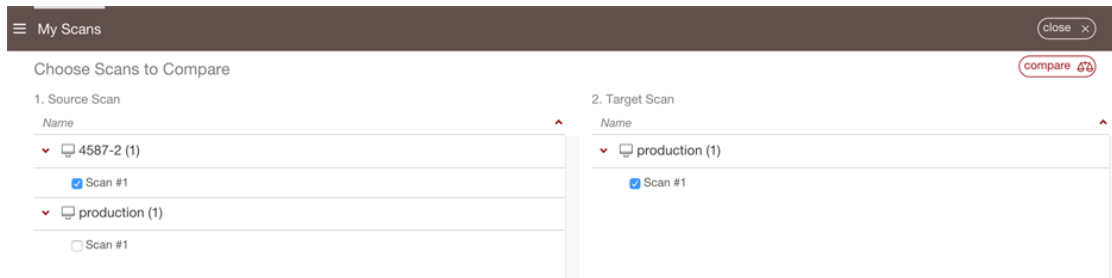 My Scans
close
Choose Scans to Compare
compare
1. Source Scan
Name
4587-2 (1)
Scan #1
production (1)
Scan #1
2. Target Scan
Name
production (1)
Scan #1